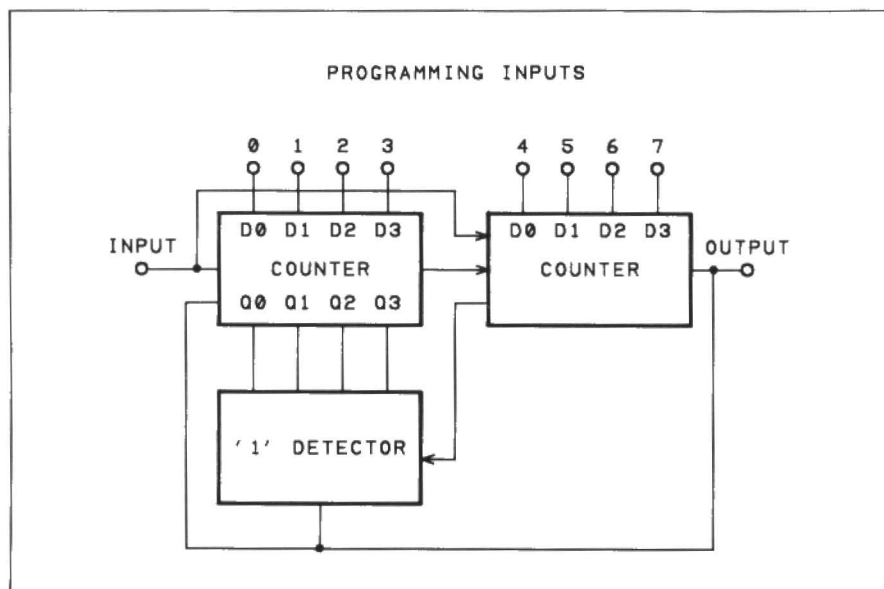 PROGRAMMING INPUTS
0 1 2 3 4 5 6 7
D0 D1 D2 D3 D0 D1 D2 D3
INPUT COUNTER COUNTER OUTPUT
Q0 Q1 Q2 Q3
'1' DETECTOR